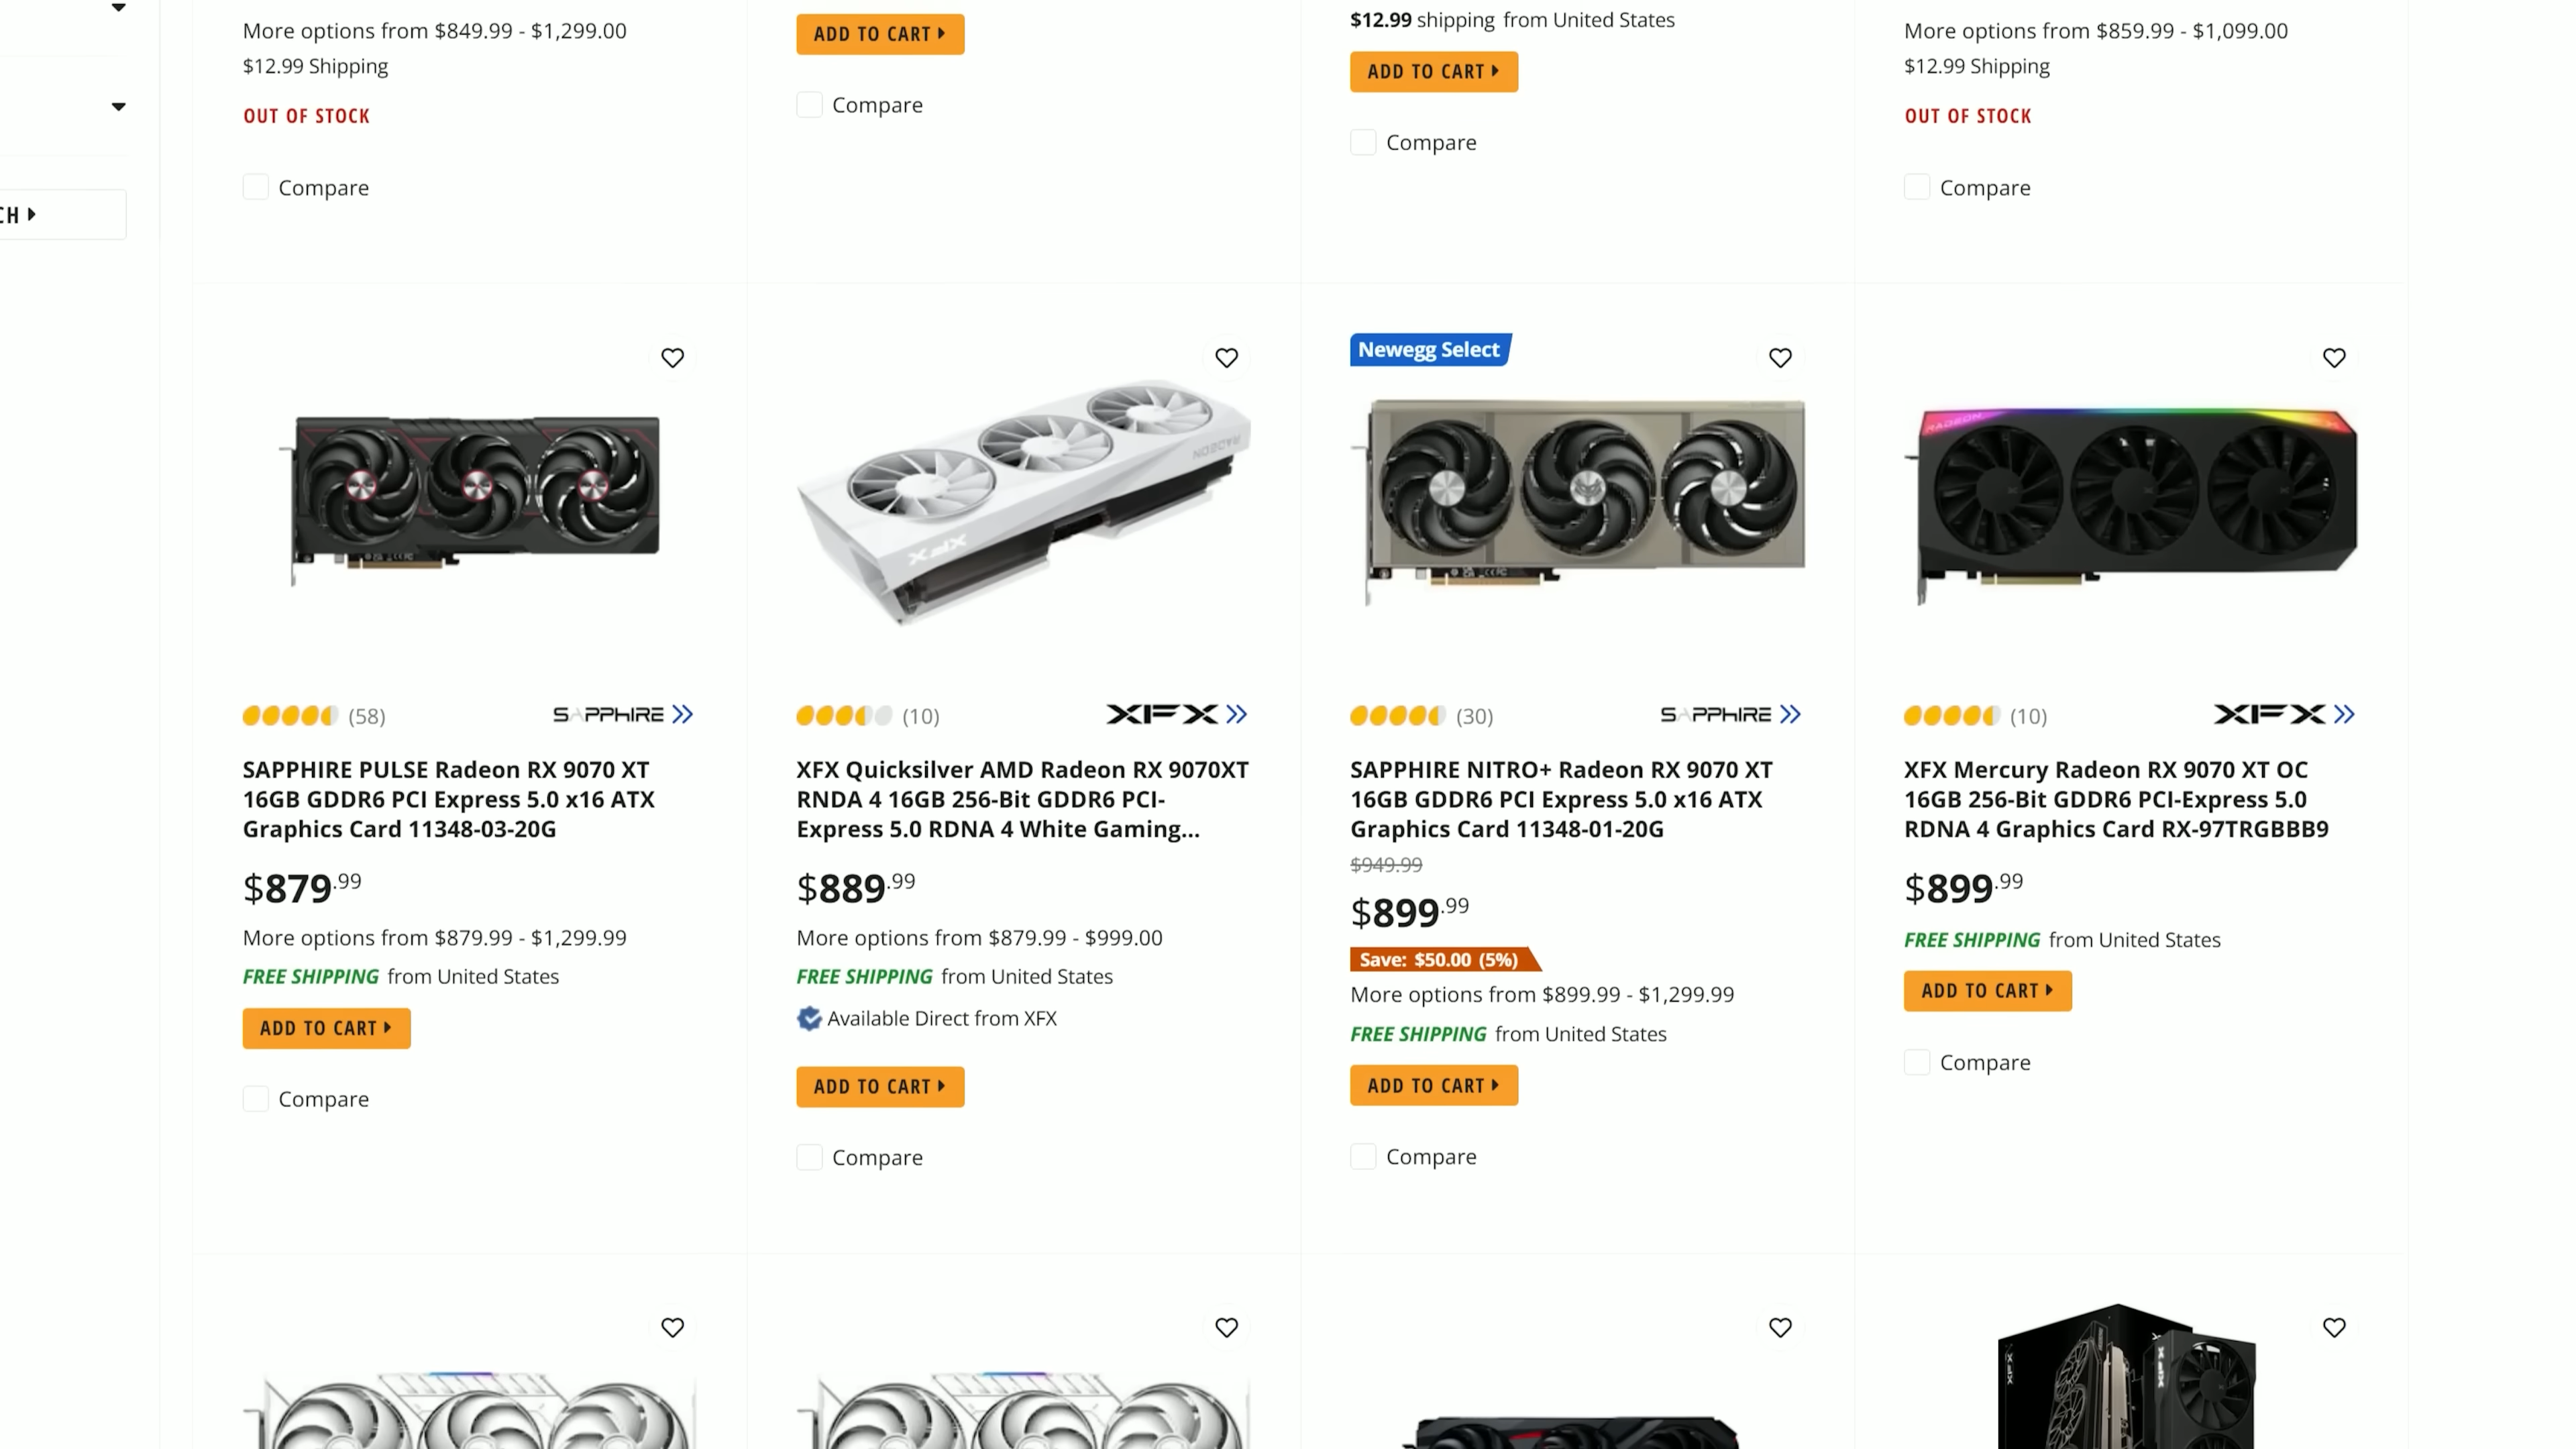 More options from $849.99 - $1,299.00
$12.99 Shipping
OUT OF STOCK
Compare
ADD TO CART
Compare
$12.99 shipping from United States
ADD TO CART
Compare
More options from $859.99 - $1,099.00
$12.99 Shipping
OUT OF STOCK
Compare
CH
(58)
SAPPHIRE
SAPPHIRE PULSE Radeon RX 9070 XT
16GB GDDR6 PCI Express 5.0 x16 ATX
Graphics Card 11348-03-20G
$879.99
More options from $879.99 - $1,299.99
FREE SHIPPING from United States
ADD TO CART
Compare
RADEON
XFX
(10)
XFX
XFX Quicksilver AMD Radeon RX 9070XT
RNDA 4 16GB 256-Bit GDDR6 PCI-
Express 5.0 RDNA 4 White Gaming...
$889.99
More options from $879.99 - $999.00
FREE SHIPPING from United States
Available Direct from XFX
ADD TO CART
Compare
Newegg Select
(30)
SAPPHIRE
SAPPHIRE NITRO+ Radeon RX 9070 XT
16GB GDDR6 PCI Express 5.0 x16 ATX
Graphics Card 11348-01-20G
$949.99
$899.99
Save: $50.00 (5%)
More options from $899.99 - $1,299.99
FREE SHIPPING from United States
ADD TO CART
Compare
RADEON
(10)
XFX
XFX Mercury Radeon RX 9070 XT OC
16GB 256-Bit GDDR6 PCI-Express 5.0
RDNA 4 Graphics Card RX-97TRGBBB9
$899.99
FREE SHIPPING from United States
ADD TO CART
Compare
XFX
XFX